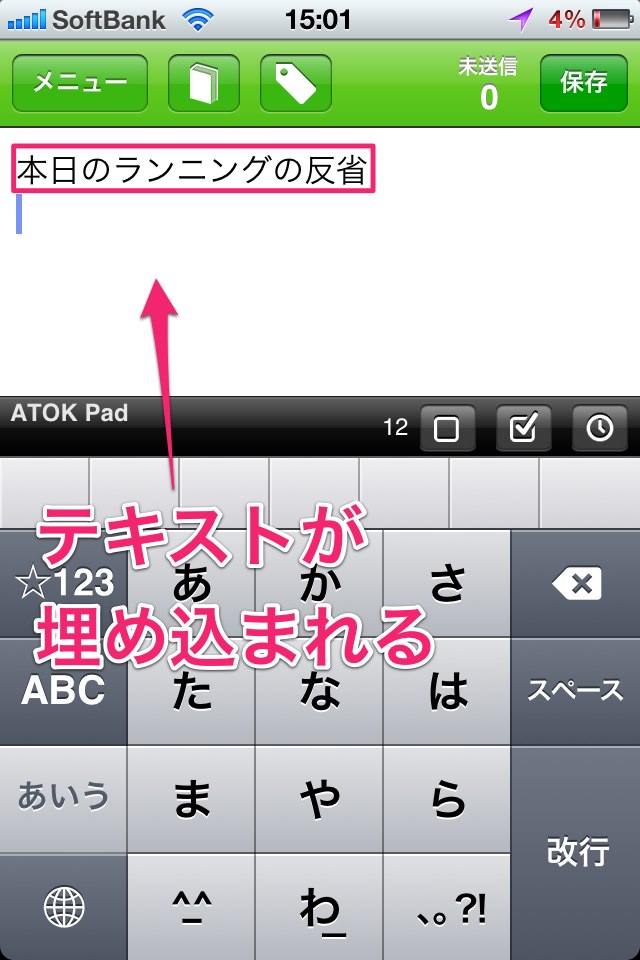 SoftBank 15:01 4%
メニュー 未送信 0 保存
本日のランニングの反省
ATOK Pad 12
テキストが
埋め込まれる
☆123 あ か さ
ABC た な は スペース
あいう ま や ら 改行
^_^ わ_ 、。?!